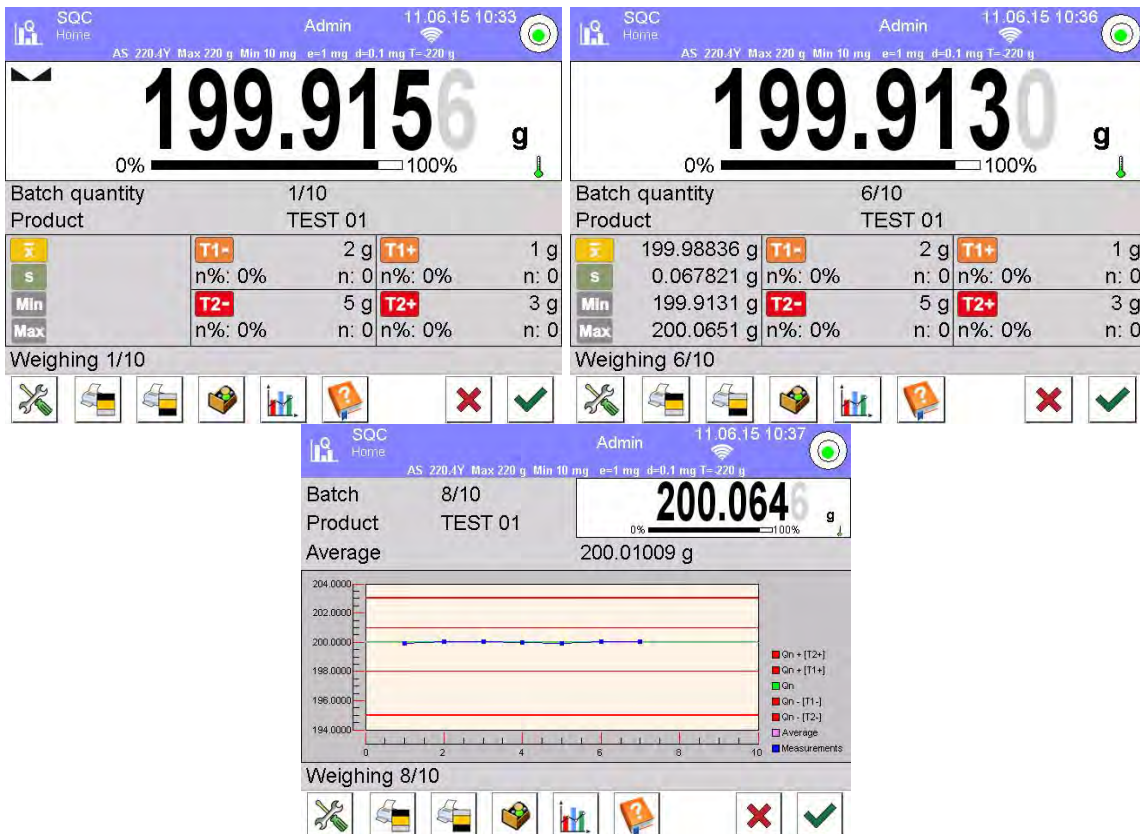 SQC
Home
Admin
11.06.15 10:33
AS 220.4Y Max 220 g Min 10 mg e=1 mg d=0.1 mg T=-220 g
199.9156 g
0% 100%
Batch quantity 1/10
Product TEST 01
x̅ T1- 2 g T1+ 1 g
s n%: 0% n: 0 n%: 0% n: 0
Min T2- 5 g T2+ 3 g
Max n%: 0% n: 0 n%: 0% n: 0
Weighing 1/10
SQC
Home
Admin
11.06.15 10:36
AS 220.4Y Max 220 g Min 10 mg e=1 mg d=0.1 mg T=-220 g
199.9130 g
0% 100%
Batch quantity 6/10
Product TEST 01
x̅ 199.98836 g T1- 2 g T1+ 1 g
s 0.067821 g n%: 0% n: 0 n%: 0% n: 0
Min 199.9131 g T2- 5 g T2+ 3 g
Max 200.0651 g n%: 0% n: 0 n%: 0% n: 0
Weighing 6/10
SQC
Home
Admin
11.06.15 10:37
AS 220.4Y Max 220 g Min 10 mg e=1 mg d=0.1 mg T=-220 g
Batch 8/10
Product TEST 01
200.0646 g
0% 100%
Average 200.01009 g
204.0000
202.0000
200.0000
198.0000
196.0000
194.0000
0 2 4 6 8 10
Qn + [T2+]
Qn + [T1+]
Qn
Qn - [T1-]
Qn - [T2-]
Average
Measurements
Weighing 8/10